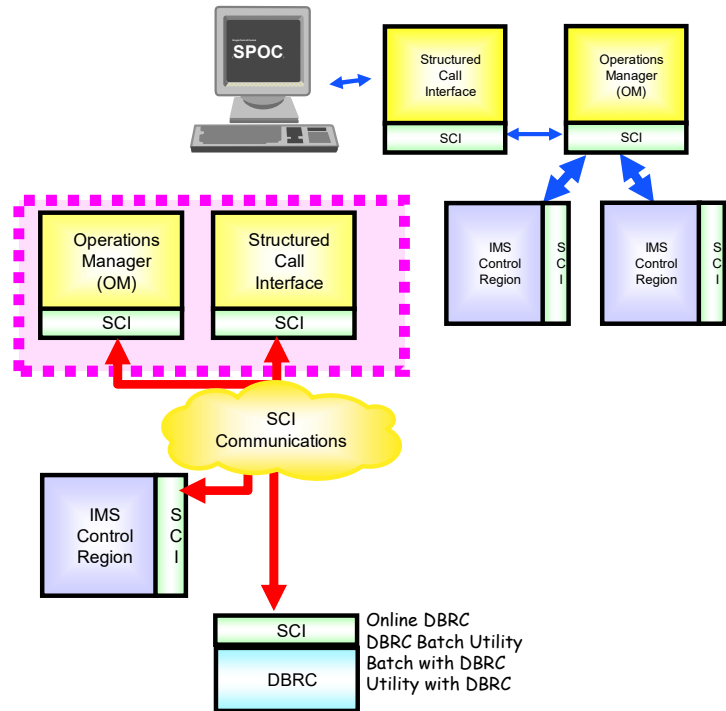 SPOC
Structured
Call
Interface
SCI
Operations
Manager
(OM)
SCI
IMS
Control
Region
S
C
I
IMS
Control
Region
S
C
I
Operations
Manager
(OM)
SCI
Structured
Call
Interface
SCI
SCI
Communications
IMS
Control
Region
S
C
I
SCI
DBRC
Online DBRC
DBRC Batch Utility
Batch with DBRC
Utility with DBRC